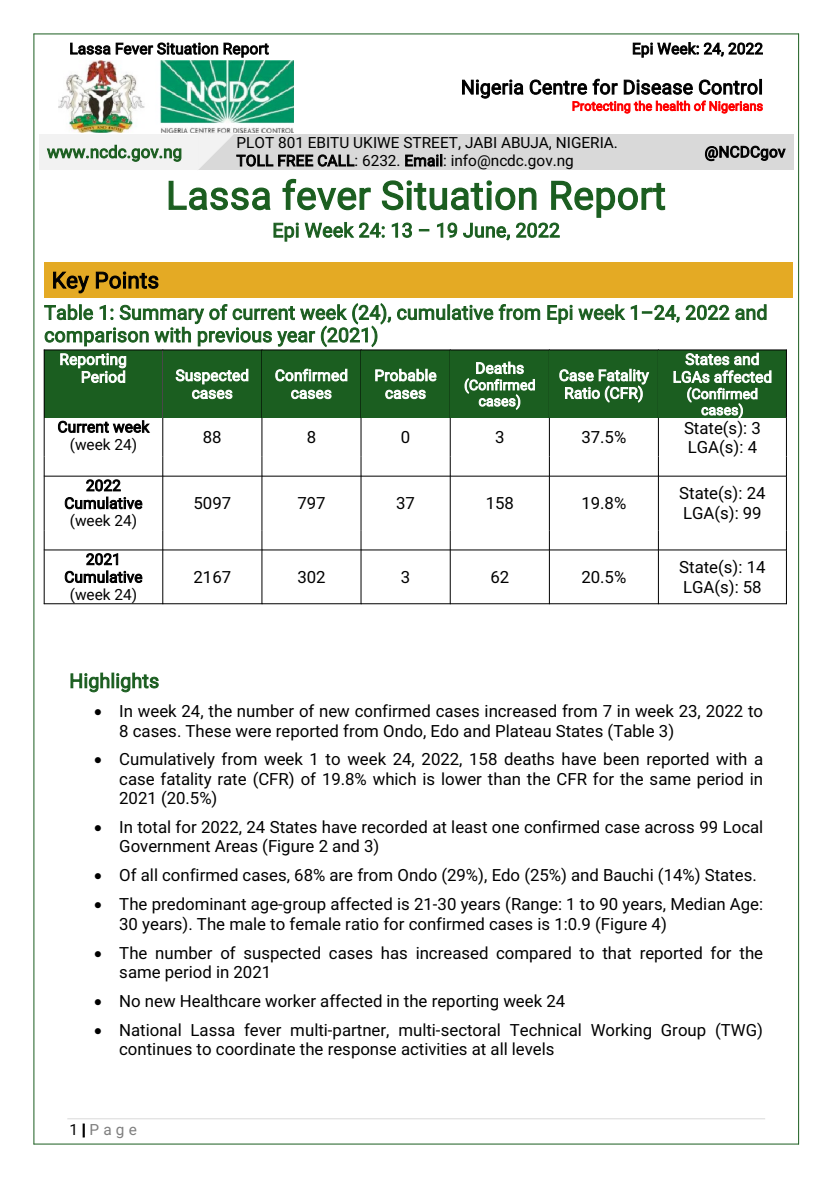 Lassa Fever Situation Report
Epi Week: 24, 2022
NCDC
NIGERIA CENTRE FOR DISEASE CONTROL
Nigeria Centre for Disease Control
Protecting the health of Nigerians
www.ncdc.gov.ng
PLOT 801 EBITU UKIWE STREET, JABI ABUJA, NIGERIA.
TOLL FREE CALL: 6232. Email: info@ncdc.gov.ng
@NCDCgov
Lassa fever Situation Report
Epi Week 24: 13 – 19 June, 2022
Key Points
Table 1: Summary of current week (24), cumulative from Epi week 1–24, 2022 and
comparison with previous year (2021)
Reporting
Period
Suspected
cases
Confirmed
cases
Probable
cases
Deaths
(Confirmed
cases)
Case Fatality
Ratio (CFR)
States and
LGAs affected
(Confirmed
cases)
Current week
(week 24)
88
8
0
3
37.5%
State(s): 3
LGA(s): 4
2022
Cumulative
(week 24)
5097
797
37
158
19.8%
State(s): 24
LGA(s): 99
2021
Cumulative
(week 24)
2167
302
3
62
20.5%
State(s): 14
LGA(s): 58
Highlights
• In week 24, the number of new confirmed cases increased from 7 in week 23, 2022 to
8 cases. These were reported from Ondo, Edo and Plateau States (Table 3)
• Cumulatively from week 1 to week 24, 2022, 158 deaths have been reported with a
case fatality rate (CFR) of 19.8% which is lower than the CFR for the same period in
2021 (20.5%)
• In total for 2022, 24 States have recorded at least one confirmed case across 99 Local
Government Areas (Figure 2 and 3)
• Of all confirmed cases, 68% are from Ondo (29%), Edo (25%) and Bauchi (14%) States.
• The predominant age-group affected is 21-30 years (Range: 1 to 90 years, Median Age:
30 years). The male to female ratio for confirmed cases is 1:0.9 (Figure 4)
• The number of suspected cases has increased compared to that reported for the
same period in 2021
• No new Healthcare worker affected in the reporting week 24
• National Lassa fever multi-partner, multi-sectoral Technical Working Group (TWG)
continues to coordinate the response activities at all levels
1 | Page